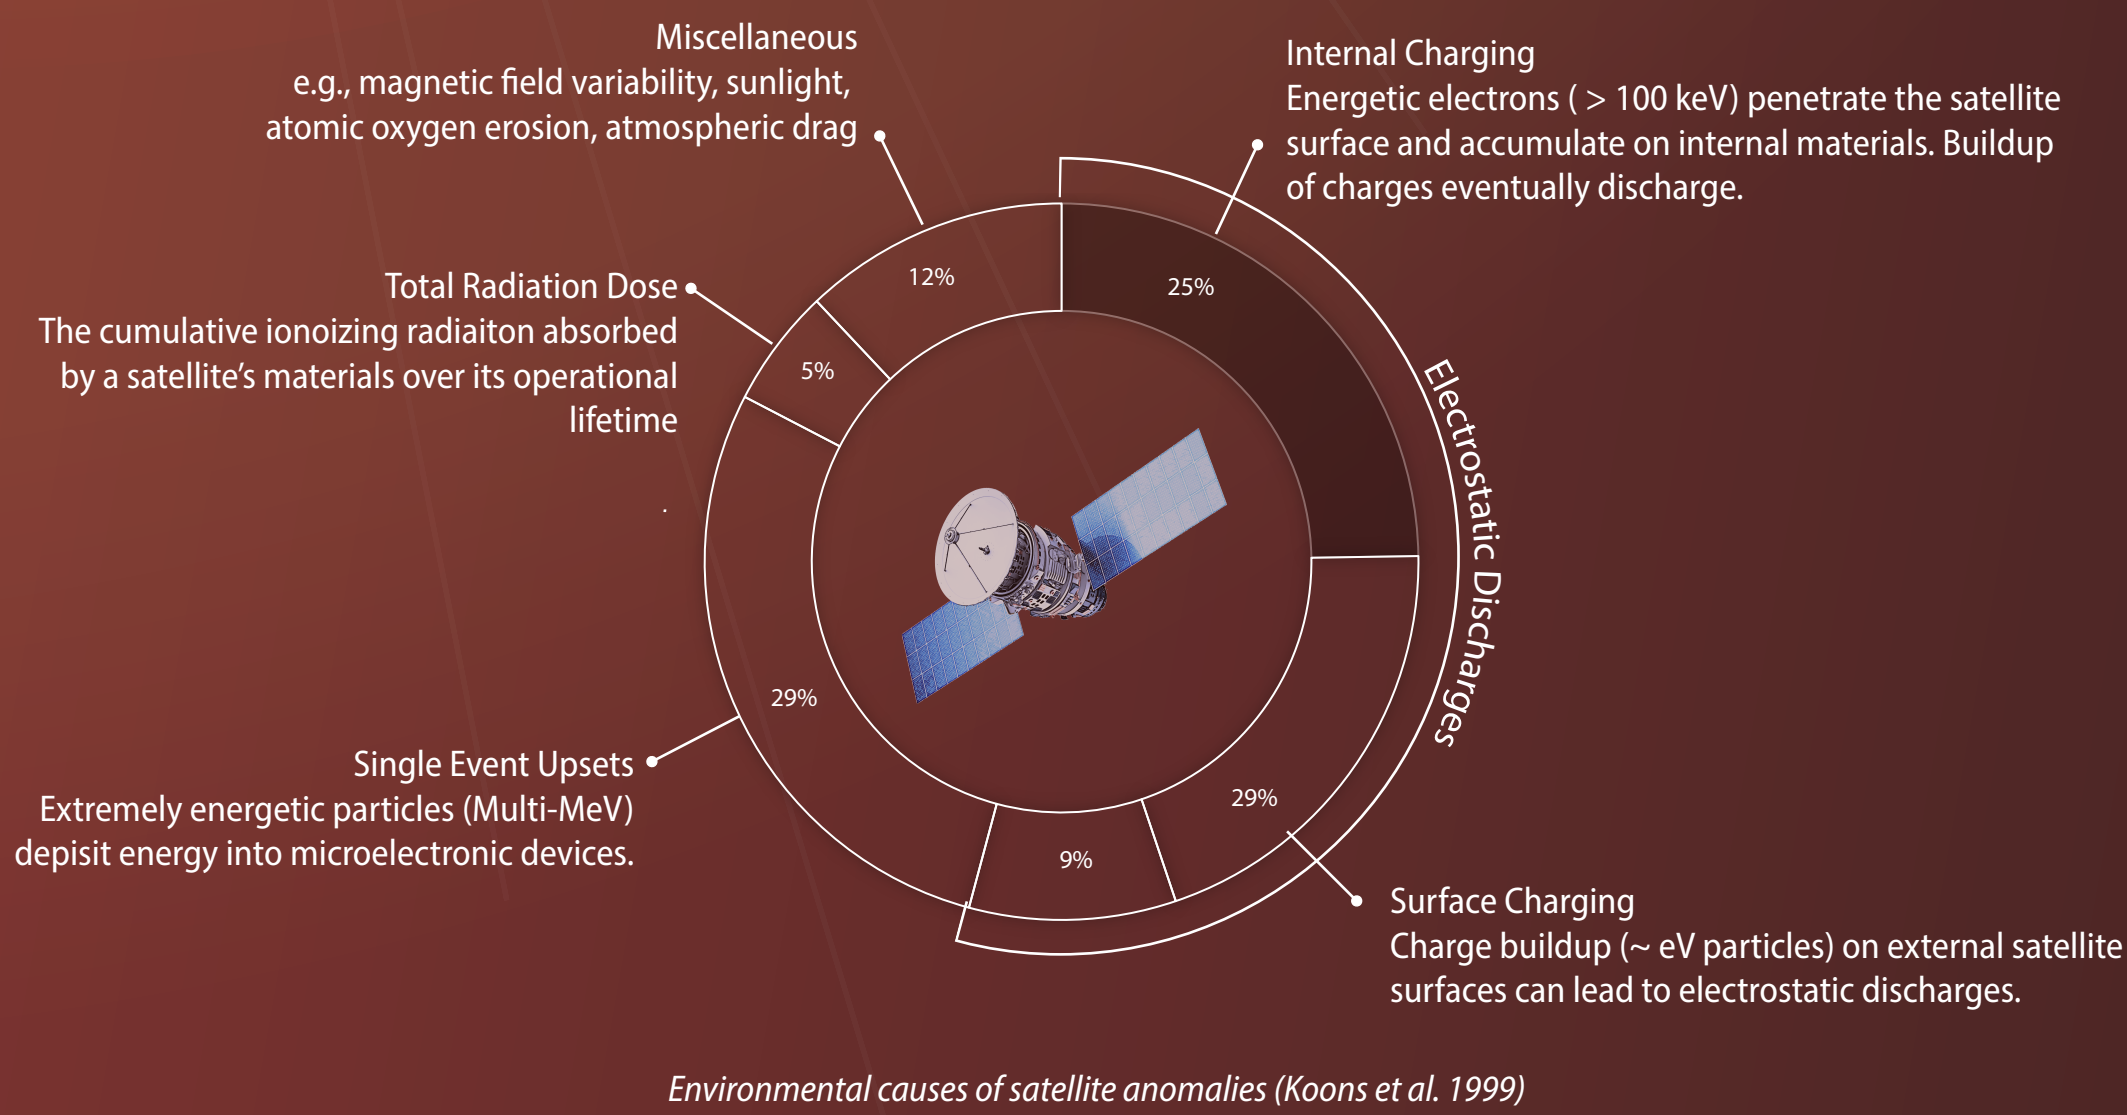 Miscellaneous
e.g., magnetic field variability, sunlight,
atomic oxygen erosion, atmospheric drag
Internal Charging
Energetic electrons ( > 100 keV) penetrate the satellite
surface and accumulate on internal materials. Buildup
of charges eventually discharge.
12%
25%
Total Radiation Dose
The cumulative ionoizing radiaiton absorbed
by a satellite’s materials over its operational
lifetime
5%
.
Electrostatic Discharges
29%
Single Event Upsets
Extremely energetic particles (Multi-MeV)
depisit energy into microelectronic devices.
29%
9%
Surface Charging
Charge buildup (~ eV particles) on external satellite
surfaces can lead to electrostatic discharges.
Environmental causes of satellite anomalies (Koons et al. 1999)